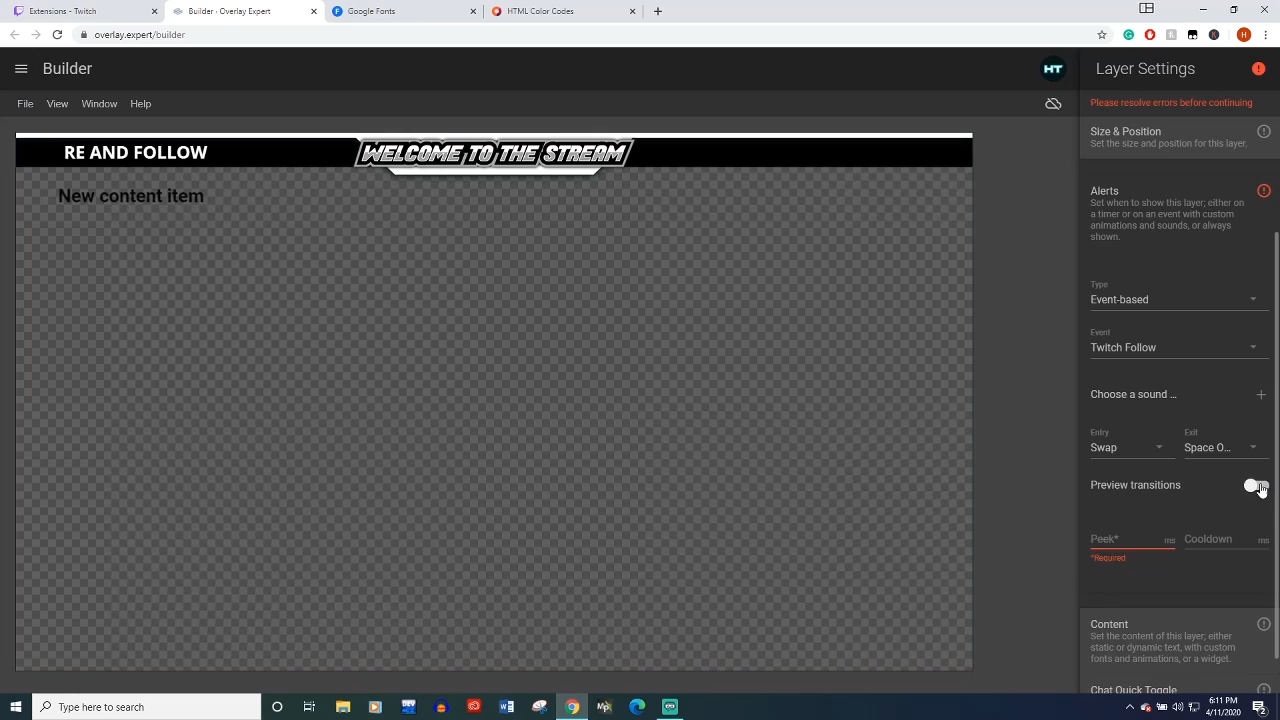 Extensions - Twitch
Builder · Overlay Expert
Google Fonts
HTML Color Codes
overlay.expert/builder
H
Builder
HT
Layer Settings
File View Window Help
Please resolve errors before continuing
Size & Position
Set the size and position for this layer.
RE AND FOLLOW
WELCOME TO THE STREAM
New content item
Alerts
Set when to show this layer; either on
a timer or on an event with custom
animations and sounds, or always
shown.
Type
Event-based
Event
Twitch Follow
Choose a sound ...
Entry Exit
Swap Space O...
Preview transitions
Peek* ms Cooldown ms
*Required
Content
Set the content of this layer; either
static or dynamic text, with custom
fonts and animations, or a widget.
Chat Quick Toggle
Type here to search
6:11 PM
4/11/2020